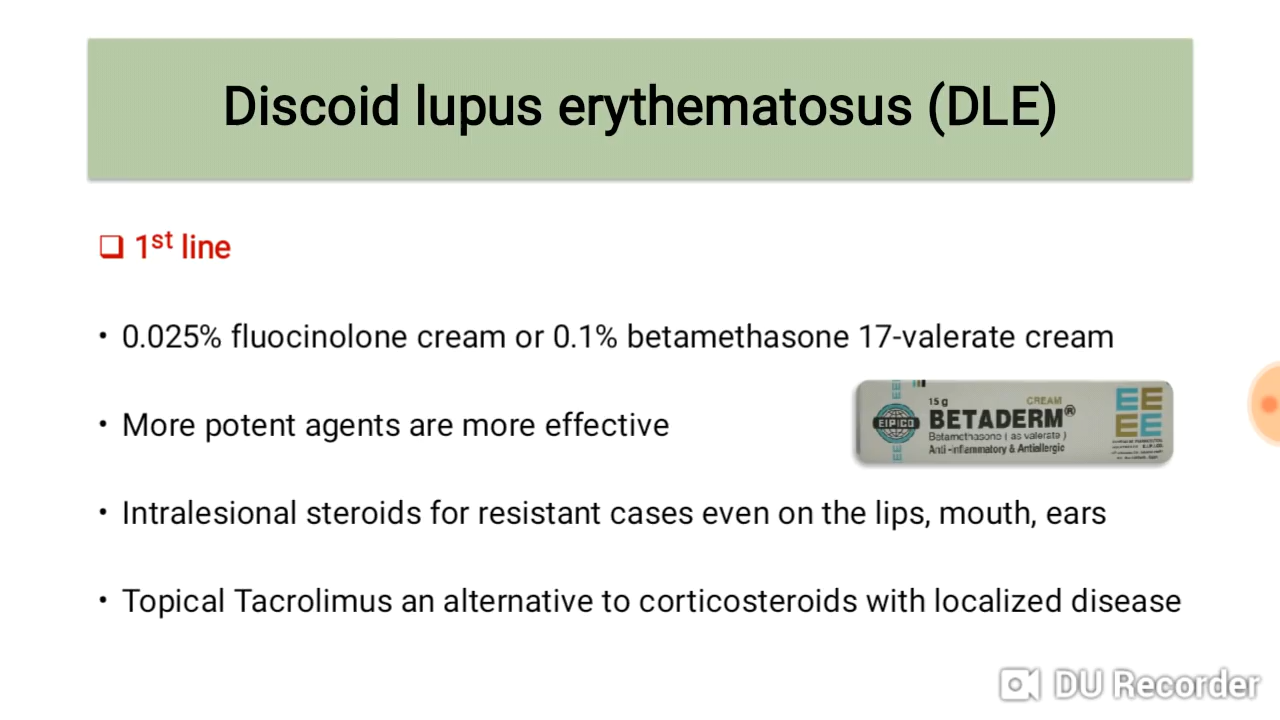 Discoid lupus erythematosus (DLE)
❑ 1st line
• 0.025% fluocinolone cream or 0.1% betamethasone 17-valerate cream
• More potent agents are more effective
15 g CREAM
EIPICO BETADERM®
Betamethasone ( as valerate )
Anti-inflammatory & Antiallergic
• Intralesional steroids for resistant cases even on the lips, mouth, ears
• Topical Tacrolimus an alternative to corticosteroids with localized disease
DU Recorder